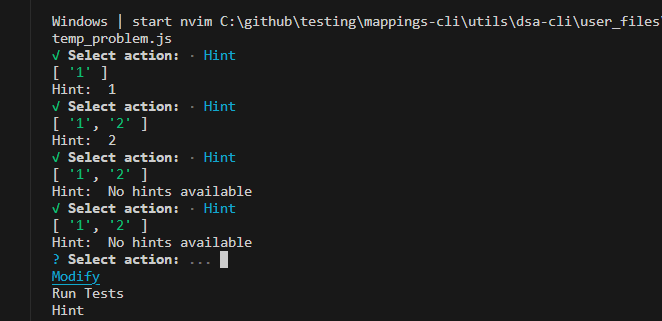 Windows | start nvim C:\github\testing\mappings-cli\utils\dsa-cli\user_files
temp_problem.js
√ Select action: · Hint
[ '1' ]
Hint:  1
√ Select action: · Hint
[ '1', '2' ]
Hint:  2
√ Select action: · Hint
[ '1', '2' ]
Hint:  No hints available
√ Select action: · Hint
[ '1', '2' ]
Hint:  No hints available
? Select action: ...
Modify
Run Tests
Hint